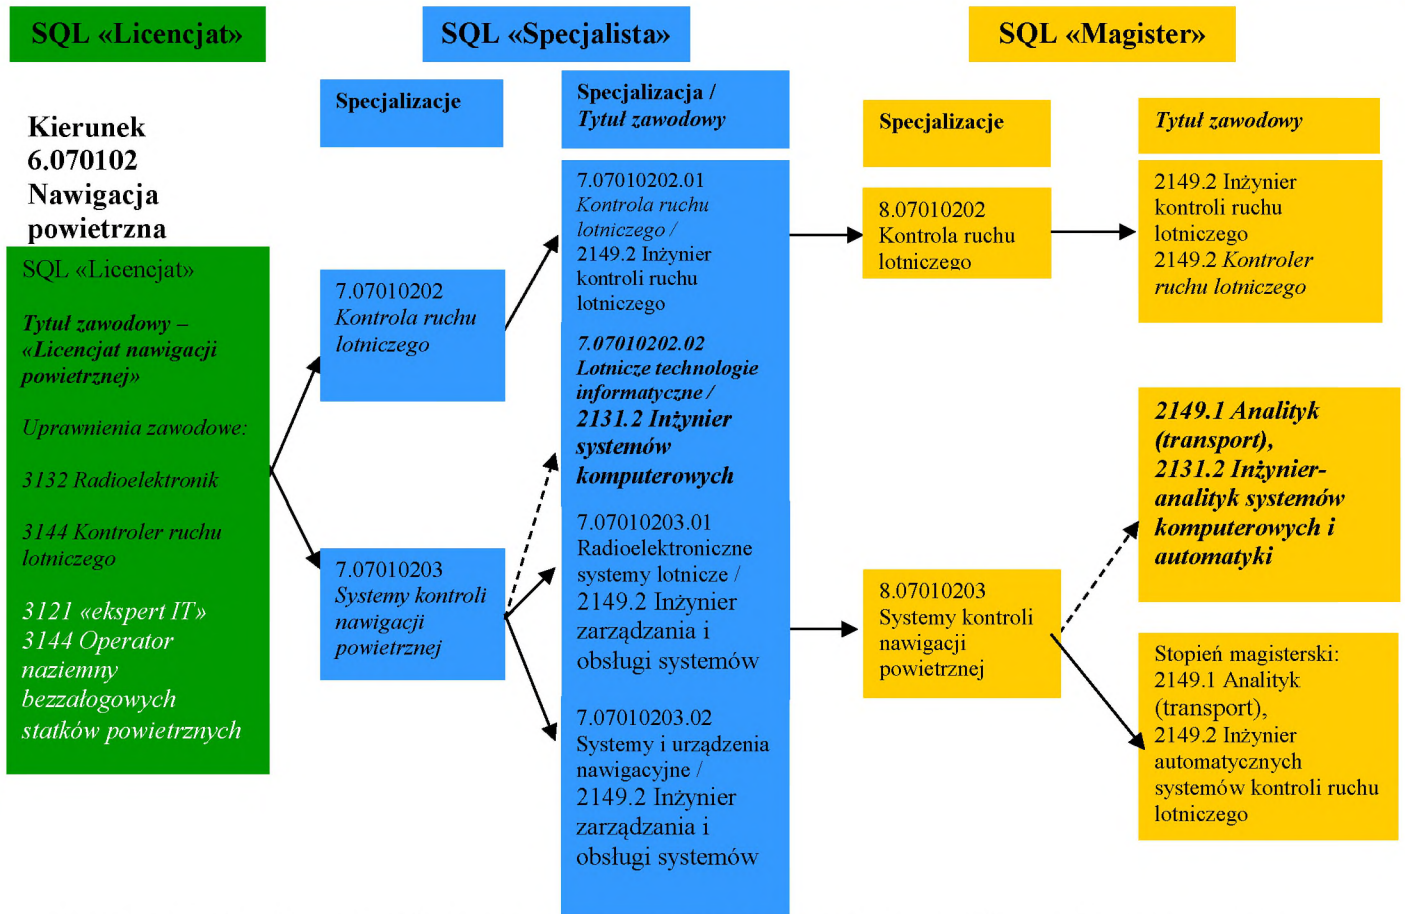 SQL «Licencjat»
SQL «Specjalista»
SQL «Magister»
Kierunek
6.070102
Nawigacja
powietrzna
SQL «Licencjat»
Tytuł zawodowy –
«Licencjat nawigacji
powietrznej»
Uprawnienia zawodowe:
3132 Radioelektronik
3144 Kontroler ruchu
lotniczego
3121 «ekspert IT»
3144 Operator
naziemny
bezzałogowych
statków powietrznych
Specjalizacje
7.07010202
Kontrola ruchu
lotniczego
7.07010203
Systemy kontroli
nawigacji
powietrznej
Specjalizacja /
Tytuł zawodowy
7.07010202.01
Kontrola ruchu
lotniczego /
2149.2 Inżynier
kontroli ruchu
lotniczego
7.07010202.02
Lotnicze technologie
informatyczne /
2131.2 Inżynier
systemów
komputerowych
7.07010203.01
Radioelektroniczne
systemy lotnicze /
2149.2 Inżynier
zarządzania i
obsługi systemów
7.07010203.02
Systemy i urządzenia
nawigacyjne /
2149.2 Inżynier
zarządzania i
obsługi systemów
Specjalizacje
8.07010202
Kontrola ruchu
lotniczego
8.07010203
Systemy kontroli
nawigacji
powietrznej
Tytuł zawodowy
2149.2 Inżynier
kontroli ruchu
lotniczego
2149.2 Kontroler
ruchu lotniczego
2149.1 Analityk
(transport),
2131.2 Inżynier-
analityk systemów
komputerowych i
automatyki
Stopień magisterski:
2149.1 Analityk
(transport),
2149.2 Inżynier
automatycznych
systemów kontroli ruchu
lotniczego